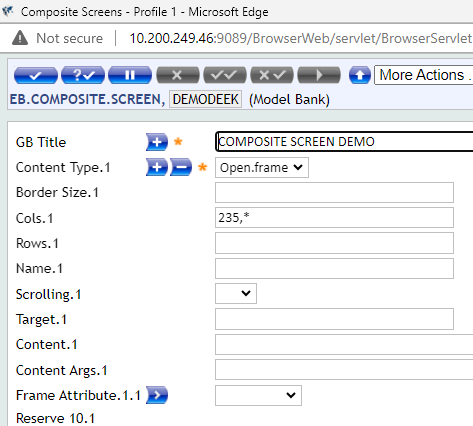 Composite Screens - Profile 1 - Microsoft Edge
Not secure 10.200.249.46:9089/BrowserWeb/servlet/BrowserServlet
More Actions .
EB.COMPOSITE.SCREEN, DEMODEEK (Model Bank)
GB Title * COMPOSITE SCREEN DEMO
Content Type.1 * Open.frame
Border Size.1
Cols.1 235,*
Rows.1
Name.1
Scrolling.1
Target.1
Content.1
Content Args.1
Frame Attribute.1.1
Reserve 10.1